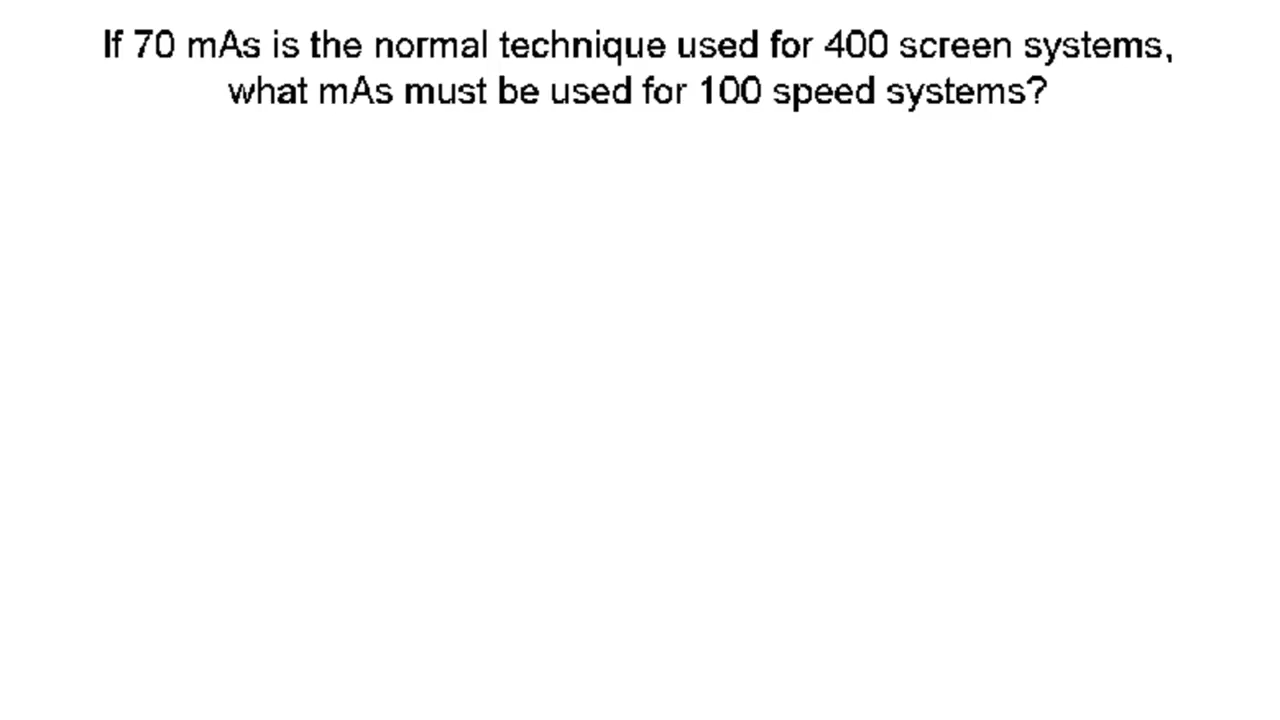 If 70 mAs is the normal technique used for 400 screen systems,
what mAs must be used for 100 speed systems?